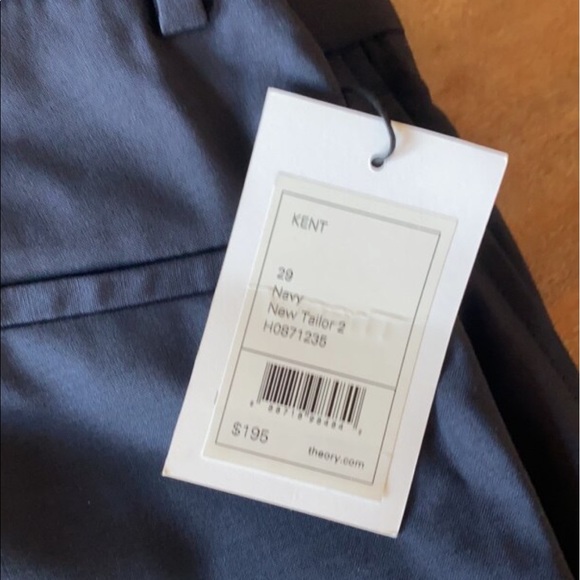 KENT
29
Navy
New Tailor 2
H0871235
$195
theory.com